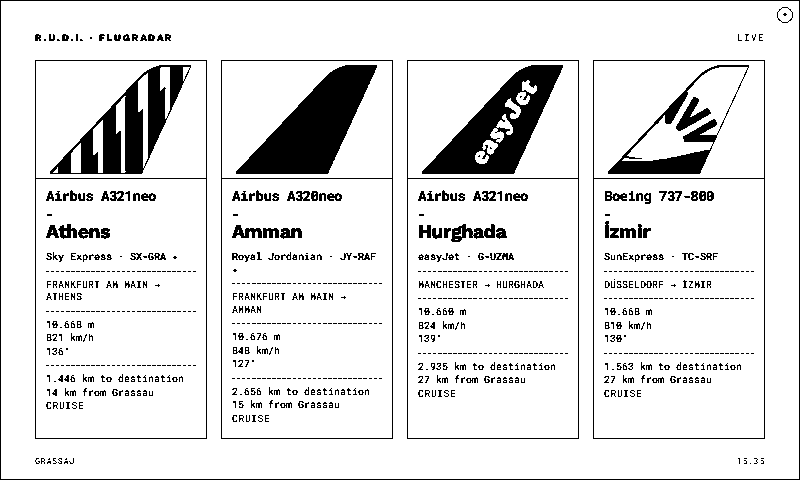 R.U.D.I. · FLUGRADAR
LIVE
easyJet
Airbus A321neo
-
Athens
Sky Express · SX-GRA ✦
FRANKFURT AM MAIN →
ATHENS
10.668 m
821 km/h
136°
1.446 km to destination
14 km from Grassau
CRUISE
Airbus A320neo
-
Amman
Royal Jordanian · JY-RAF
✦
FRANKFURT AM MAIN →
AMMAN
10.676 m
848 km/h
127°
2.656 km to destination
15 km from Grassau
CRUISE
Airbus A321neo
-
Hurghada
easyJet · G-UZMA
MANCHESTER → HURGHADA
10.660 m
824 km/h
139°
2.935 km to destination
27 km from Grassau
CRUISE
Boeing 737-800
-
İzmir
SunExpress · TC-SRF
DÜSSELDORF → İZMİR
10.668 m
810 km/h
130°
1.563 km to destination
27 km from Grassau
CRUISE
GRASSAU
15.35